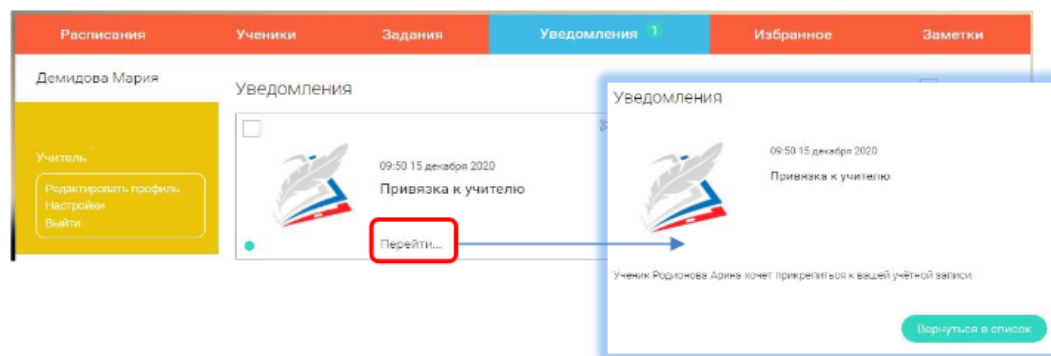 Расписания
Ученики
Задания
Уведомления 1
Избранное
Заметки
Демидова Мария
Учитель
Редактировать профиль
Настройки
Выйти
Уведомления
09:50 15 декабря 2020
Привязка к учителю
Перейти...
Уведомления
09:50 15 декабря 2020
Привязка к учителю
Ученик Родионова Арина хочет прикрепиться к вашей учётной записи.
Вернуться в список